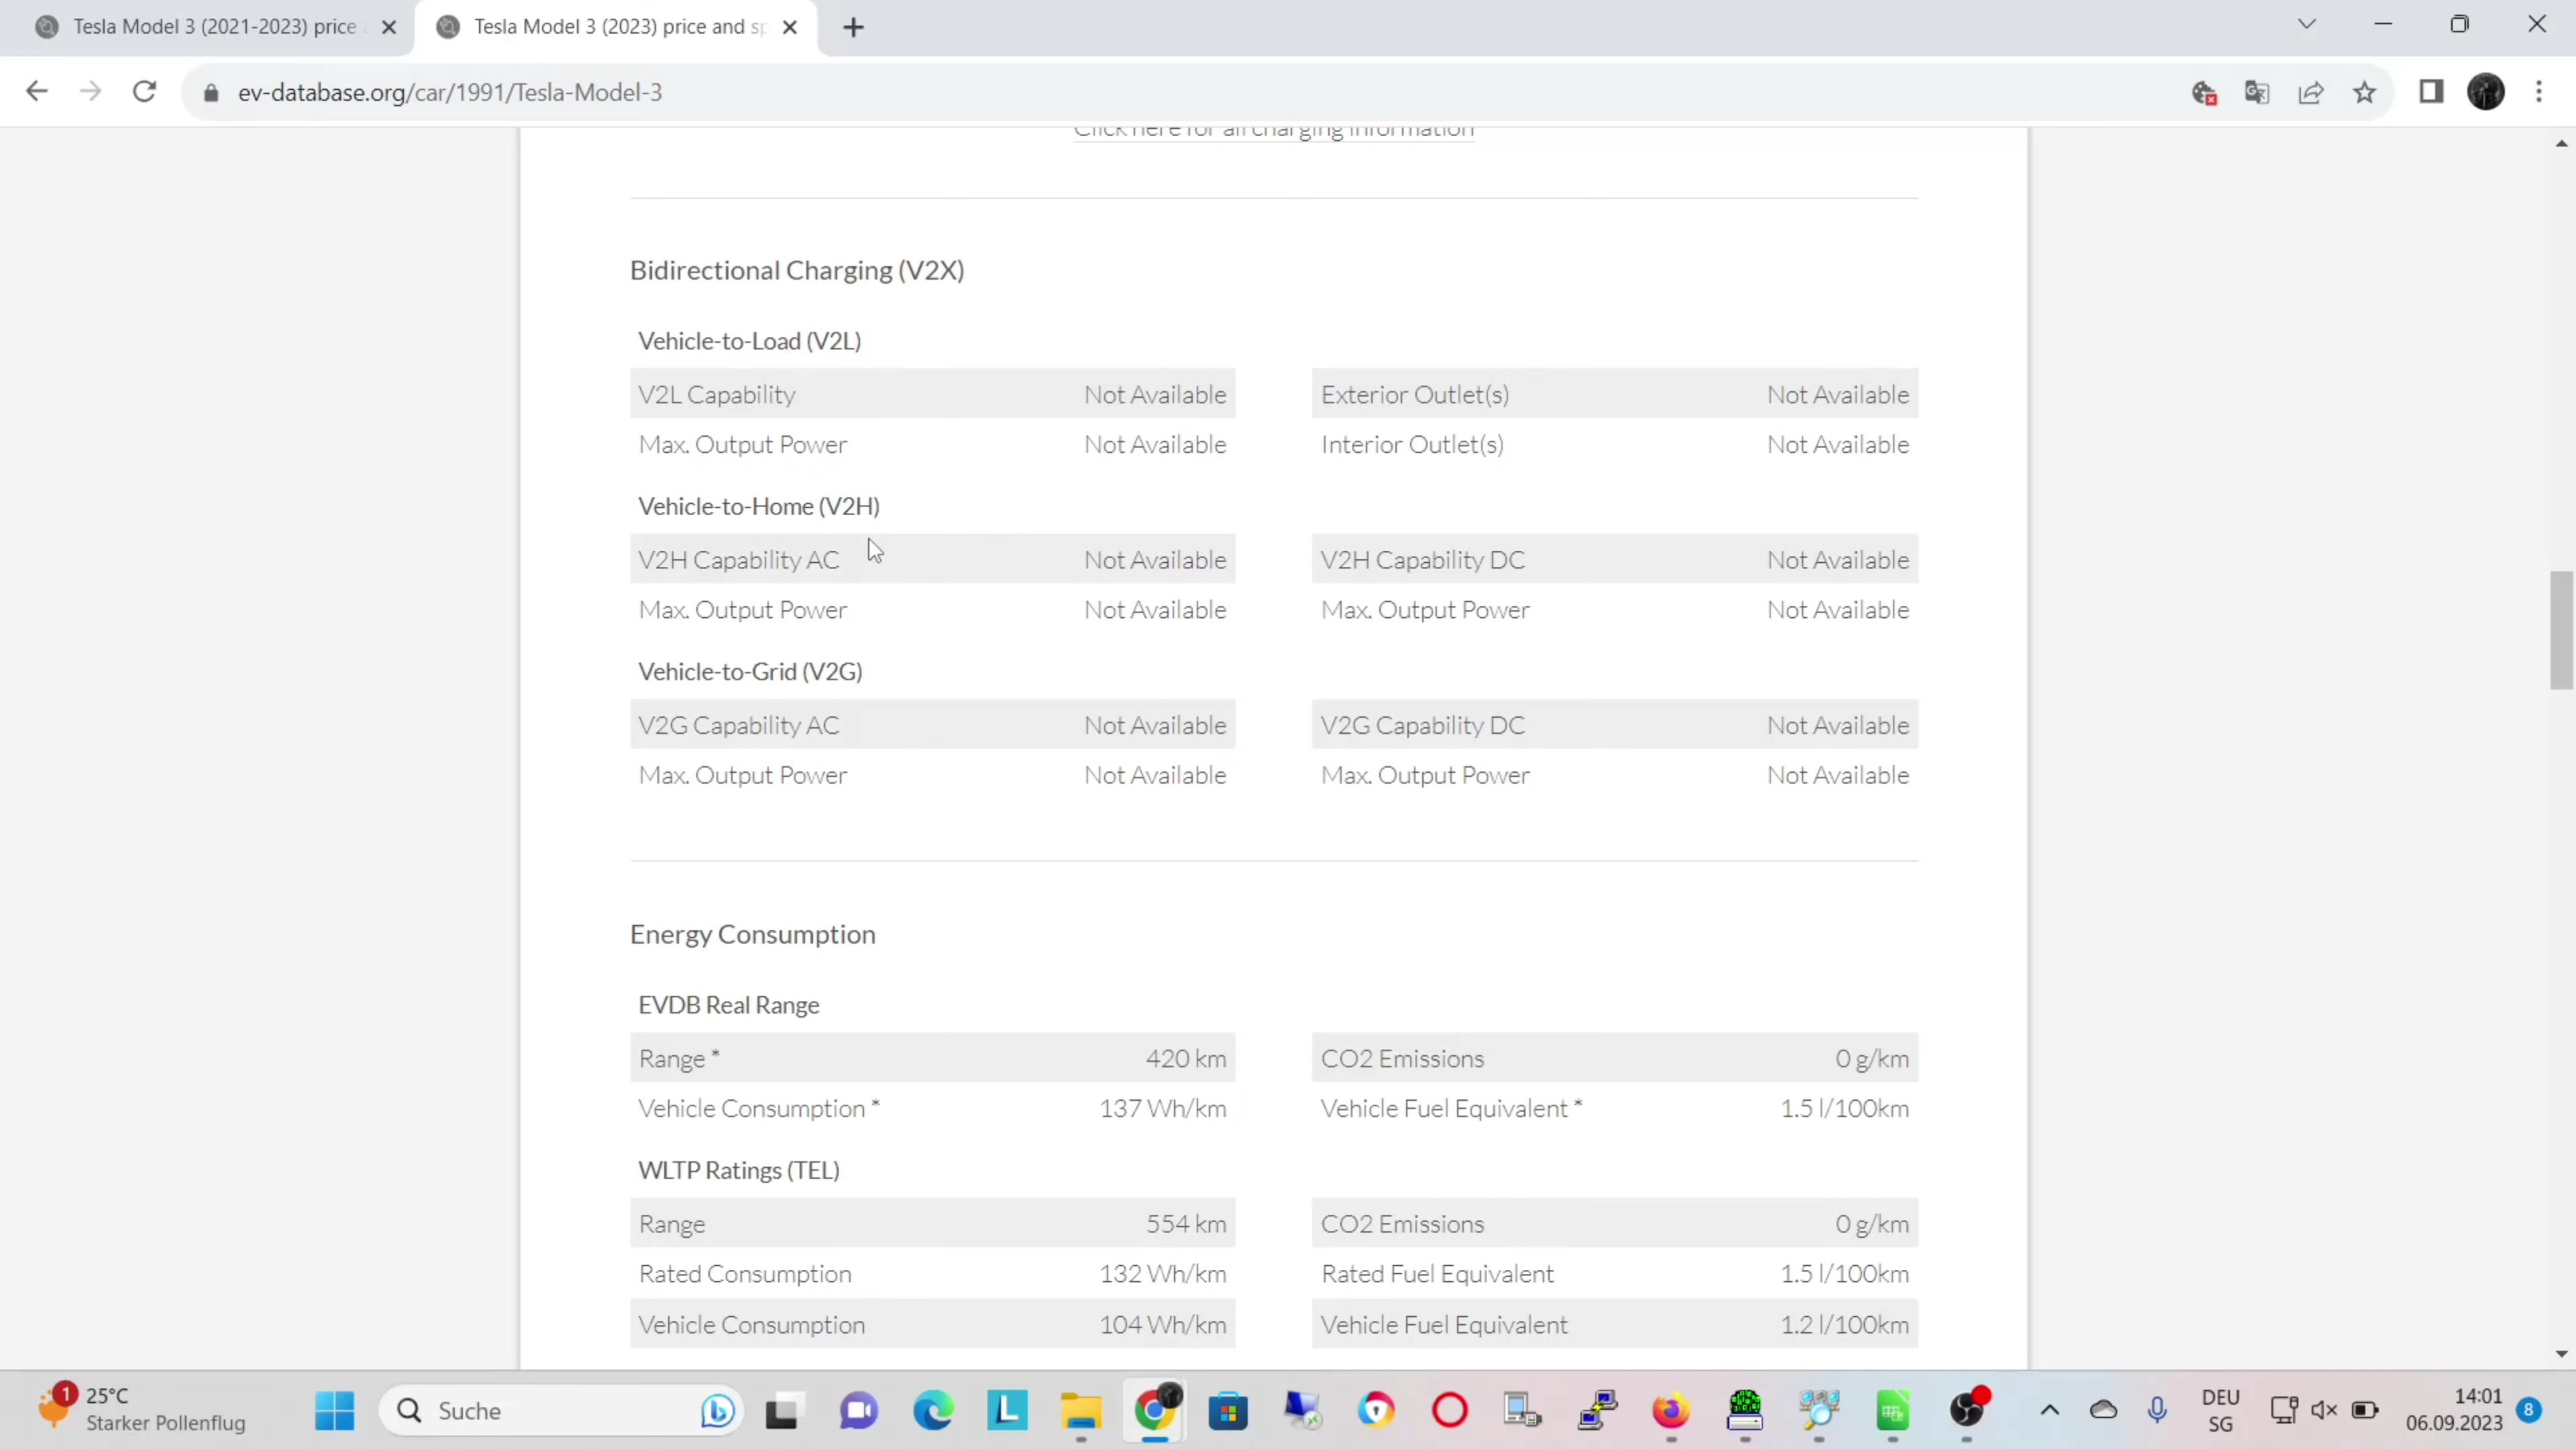 Tesla Model 3 (2021-2023) price
Tesla Model 3 (2023) price and sp
ev-database.org/car/1991/Tesla-Model-3
Click here for all charging information
Bidirectional Charging (V2X)
Vehicle-to-Load (V2L)
V2L Capability Not Available Exterior Outlet(s) Not Available
Max. Output Power Not Available Interior Outlet(s) Not Available
Vehicle-to-Home (V2H)
V2H Capability AC Not Available V2H Capability DC Not Available
Max. Output Power Not Available Max. Output Power Not Available
Vehicle-to-Grid (V2G)
V2G Capability AC Not Available V2G Capability DC Not Available
Max. Output Power Not Available Max. Output Power Not Available
Energy Consumption
EVDB Real Range
Range * 420 km CO2 Emissions 0 g/km
Vehicle Consumption * 137 Wh/km Vehicle Fuel Equivalent * 1.5 l/100km
WLTP Ratings (TEL)
Range 554 km CO2 Emissions 0 g/km
Rated Consumption 132 Wh/km Rated Fuel Equivalent 1.5 l/100km
Vehicle Consumption 104 Wh/km Vehicle Fuel Equivalent 1.2 l/100km
1
25°C
Starker Pollenflug
Suche
L
DEU
SG
14:01
06.09.2023
8